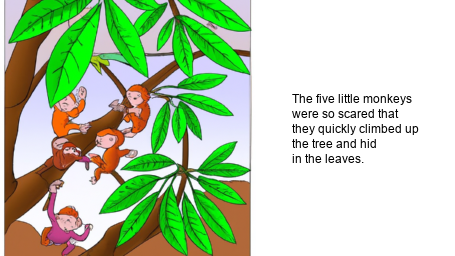 The five little monkeys
were so scared that
they quickly climbed up
the tree and hid
in the leaves.